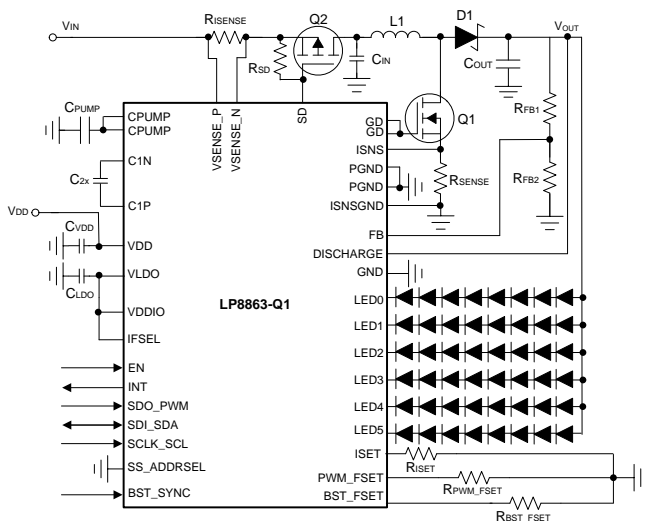 RISENSE
Q2
L1
D1
VIN
VOUT
RSD
CIN
COUT
CPUMP
CPUMP
CPUMP
VSENSE_P
VSENSE_N
SD
GD
GD
Q1
RFB1
C1N
ISNS
C2x
PGND
PGND
RSENSE
RFB2
C1P
ISNSGND
VDD
CVDD
FB
VDD
DISCHARGE
VLDO
GND
CLDO
LP8863-Q1
LED0
VDDIO
LED1
IFSEL
LED2
EN
LED3
INT
SDO_PWM
LED4
SDI_SDA
LED5
SCLK_SCL
ISET
RISET
SS_ADDRSEL
PWM_FSET
RPWM_FSET
BST_SYNC
BST_FSET
RBST_FSET